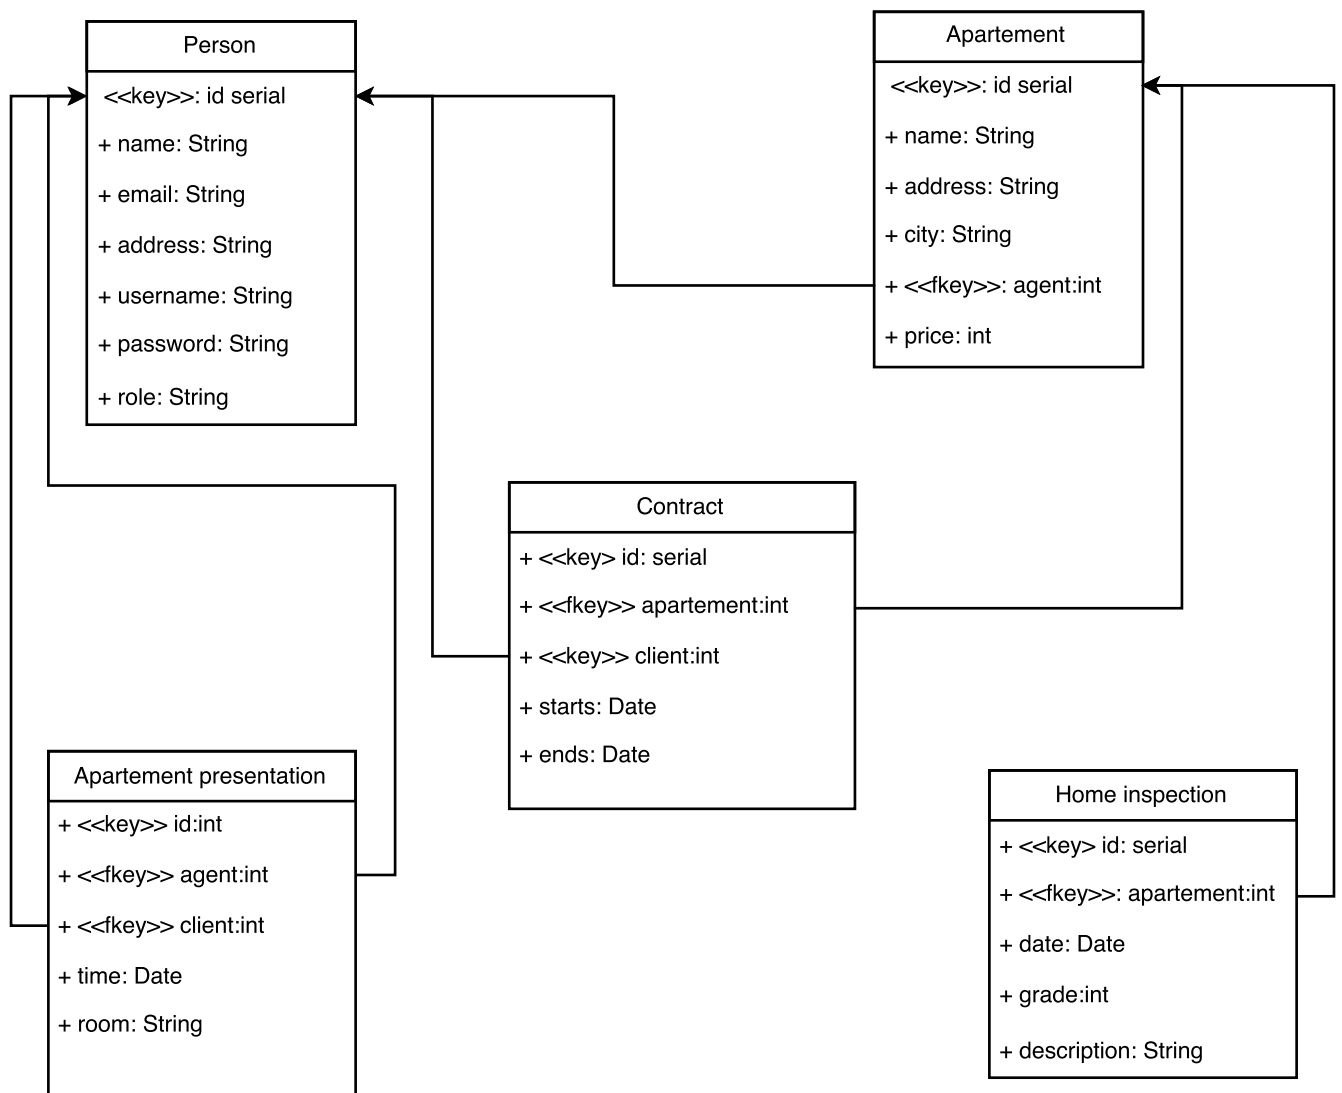 Person
<<key>>: id serial
+ name: String
+ email: String
+ address: String
+ username: String
+ password: String
+ role: String
Apartement
<<key>>: id serial
+ name: String
+ address: String
+ city: String
+ <<fkey>>: agent:int
+ price: int
Contract
+ <<key> id: serial
+ <<fkey>> apartement:int
+ <<key>> client:int
+ starts: Date
+ ends: Date
Apartement presentation
+ <<key>> id:int
+ <<fkey>> agent:int
+ <<fkey>> client:int
+ time: Date
+ room: String
Home inspection
+ <<key> id: serial
+ <<fkey>>: apartement:int
+ date: Date
+ grade:int
+ description: String